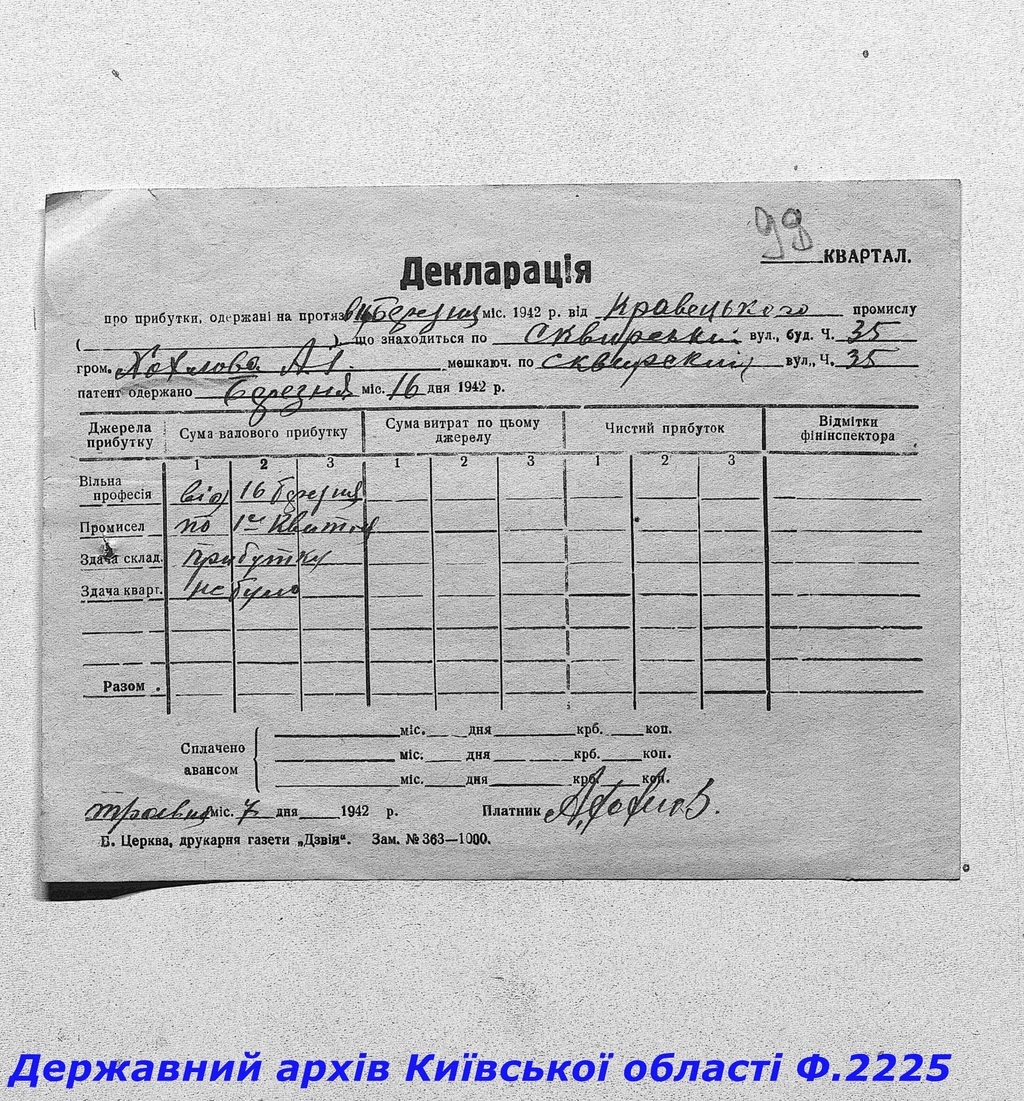 98
КВАРТАЛ.
Декларація
про прибутки, одержані на протязі березня міс. 1942 р. від Кравецького промислу
( ), що знаходиться по Сквирській вул., буд. Ч. 35
гром. Хохлова А. мешкаюч. по Сквирській вул., Ч. 35
патент одержано березня міс. 16 дня 1942 р.
Джерела прибутку Сума валового прибутку Сума витрат по цьому джерелу Чистий прибуток Відмітки фінінспектора
1 2 3 1 2 3 1 2 3
Вільна професія від 16 березня
Промисел по 1е Квітня
Здача склад. прибутку
Здача кварт. не було
Разом .
Сплачено авансом
міс. дня крб. коп.
міс. дня крб. коп.
міс. дня крб. коп.
травня міс. 7 дня 1942 р. Платник
Б. Церква, друкарня газети „Дзвін“. Зам. № 363—1000.
Державний архів Київської області Ф.2225